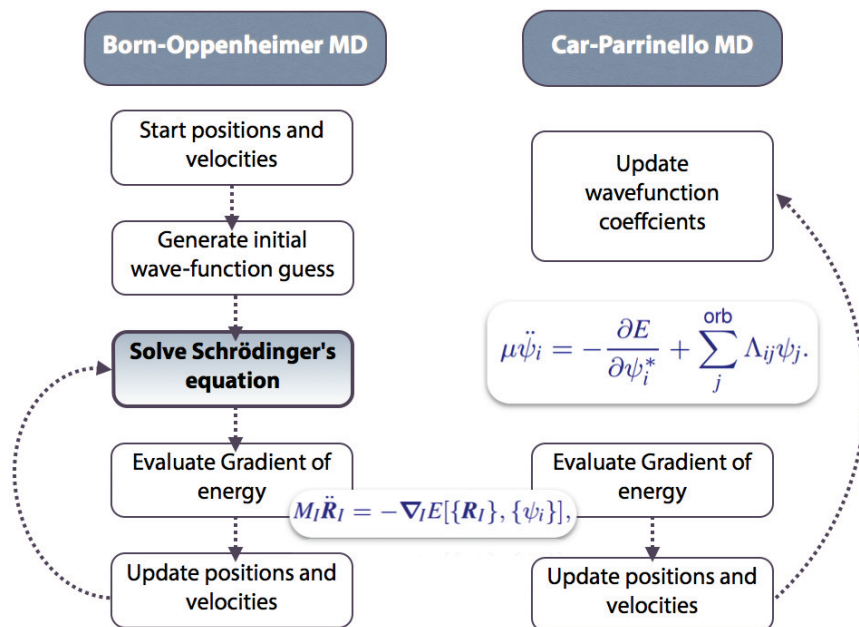 Born-Oppenheimer MD
Start positions and
velocities
Generate initial
wave-function guess
Solve Schrödinger's
equation
Evaluate Gradient of
energy
Update positions and
velocities
Car-Parrinello MD
Update
wavefunction
coeffcients
μψ̈ᵢ = −∂E/∂ψᵢ* + ∑ⱼ^orb Λᵢⱼψⱼ.
Evaluate Gradient of
energy
M_I R̈_I = −∇_I E[{R_I}, {ψᵢ}],
Update positions and
velocities